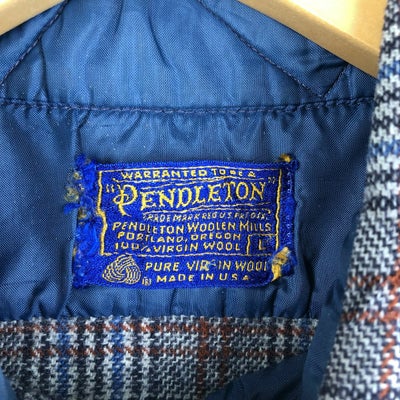 WARRANTED TO BE A
"PENDLETON"
TRADE MARK REG U.S. PAT. OFF.
PENDLETON WOOLEN MILLS
PORTLAND, OREGON
100% VIRGIN WOOL L
PURE VIRGIN WOOL
MADE IN U.S.A.